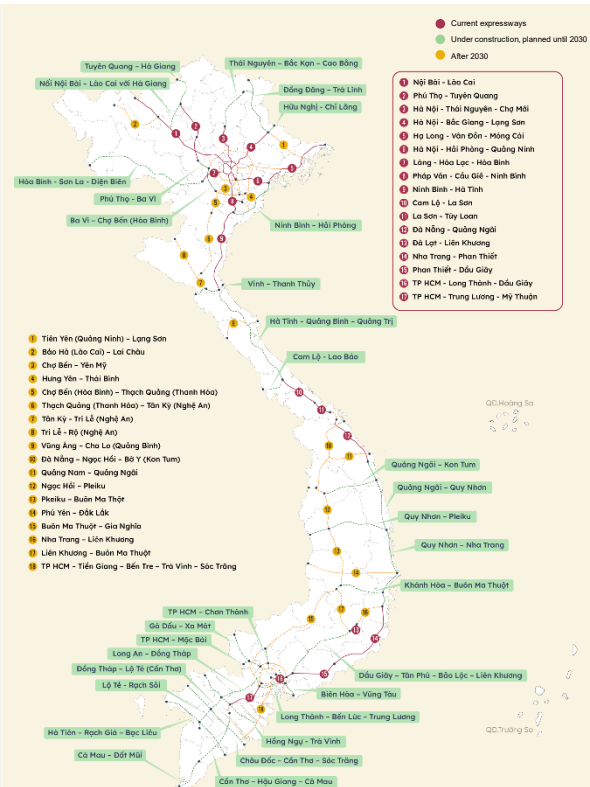 Current expressways
Under construction, planned until 2030
After 2030
Tuyên Quang - Hà Giang
Thái Nguyên – Bắc Kạn – Cao Bằng
Nối Nội Bài – Lào Cai với Hà Giang
Đồng Đăng – Trà Lĩnh
Hữu Nghị – Chi Lăng
1 Nội Bài - Lào Cai
2 Phú Thọ - Tuyên Quang
3 Hà Nội - Thái Nguyên - Chợ Mới
4 Hà Nội - Bắc Giang - Lạng Sơn
5 Hạ Long - Vân Đồn - Móng Cái
6 Hà Nội - Hải Phòng - Quảng Ninh
7 Láng - Hòa Lạc - Hòa Bình
8 Pháp Vân - Cầu Giẽ - Ninh Bình
9 Ninh Bình - Hà Tĩnh
10 Cam Lộ - La Sơn
11 La Sơn - Túy Loan
12 Đà Nẵng - Quảng Ngãi
13 Đà Lạt - Liên Khương
14 Nha Trang - Phan Thiết
15 Phan Thiết - Dầu Giây
16 TP HCM - Long Thành - Dầu Giây
17 TP HCM - Trung Lương - Mỹ Thuận
Hòa Bình - Sơn La - Điện Biên
Phú Thọ – Ba Vì
Ba Vì – Chợ Bến (Hòa Bình)
Ninh Bình – Hải Phòng
Vinh – Thanh Thủy
Hà Tĩnh – Quảng Bình – Quảng Trị
Cam Lộ - Lao Bảo
1 Tiên Yên (Quảng Ninh) – Lạng Sơn
2 Bảo Hà (Lào Cai) – Lai Châu
3 Chợ Bến – Yên Mỹ
4 Hưng Yên – Thái Bình
5 Chợ Bến (Hòa Bình) – Thạch Quảng (Thanh Hóa)
6 Thạch Quảng (Thanh Hóa) – Tân Kỳ (Nghệ An)
7 Tân Kỳ - Tri Lễ (Nghệ An)
8 Tri Lễ - Rộ (Nghệ An)
9 Vũng Áng – Cha Lo (Quảng Bình)
10 Đà Nẵng – Ngọc Hồi – Bờ Y (Kon Tum)
11 Quảng Nam – Quảng Ngãi
12 Ngọc Hồi – Pleiku
13 Pkeiku – Buôn Ma Thột
14 Phú Yên – Đắk Lắk
15 Buôn Ma Thuột – Gia Nghĩa
16 Nha Trang – Liên Khương
17 Liên Khương – Buôn Ma Thuột
18 TP HCM – Tiền Giang – Bến Tre – Trà Vinh – Sóc Trăng
QĐ.Hoàng Sa
Quảng Ngãi – Kon Tum
Quảng Ngãi – Quy Nhơn
Quy Nhơn – Pleiku
Quy Nhơn – Nha Trang
Khánh Hòa – Buôn Ma Thuột
TP HCM – Chơn Thành
Gò Dầu – Xa Mát
TP HCM – Mộc Bài
Long An – Đồng Tháp
Đồng Tháp – Lộ Tẻ (Cần Thơ)
Lộ Tẻ - Rạch Sỏi
Dầu Giây – Tân Phú – Bảo Lộc – Liên Khương
Biên Hòa – Vũng Tàu
Long Thành – Bến Lức – Trung Lương
Hà Tiên – Rạch Giá – Bạc Liêu
Hồng Ngự - Trà Vinh
QĐ.Trường Sa
Cà Mau – Đất Mũi
Châu Đốc – Cần Thơ – Sóc Trăng
Cần Thơ – Hậu Giang – Cà Mau